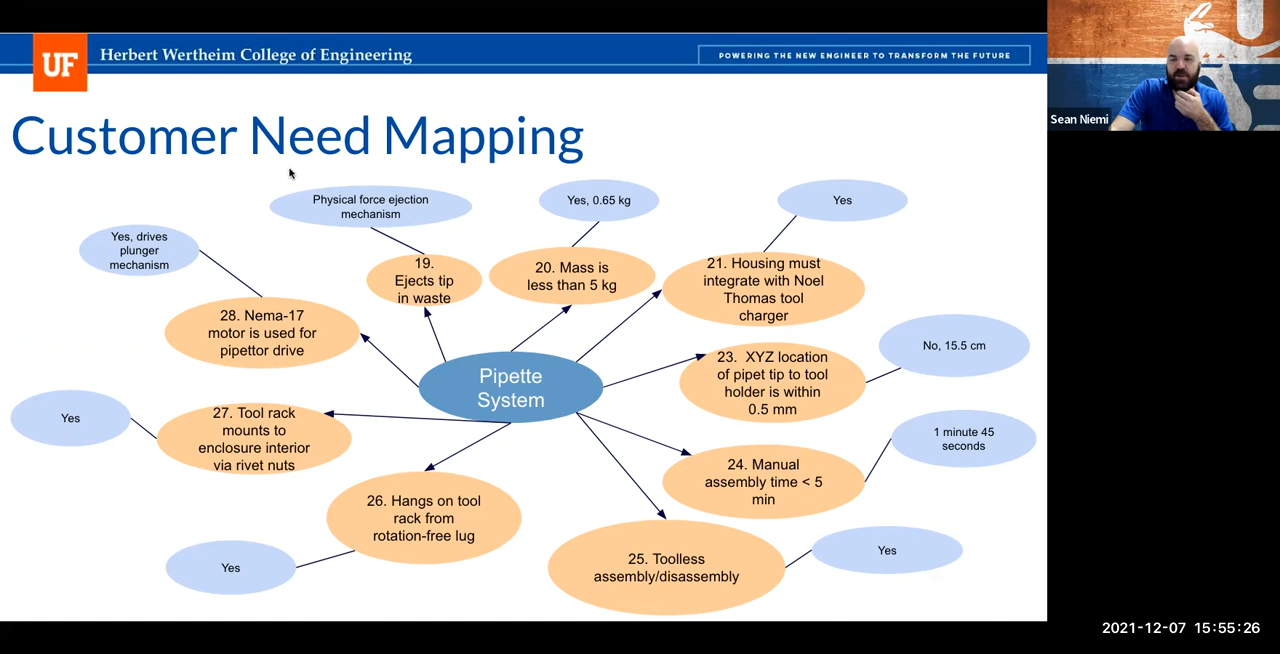 UF
Herbert Wertheim College of Engineering
POWERING THE NEW ENGINEER TO TRANSFORM THE FUTURE
Sean Niemi
Customer Need Mapping
Physical force ejection
mechanism
Yes, 0.65 kg
Yes
Yes, drives
plunger
mechanism
19.
Ejects tip
in waste
20. Mass is
less than 5 kg
21. Housing must
integrate with Noel
Thomas tool
charger
28. Nema-17
motor is used for
pipettor drive
Pipette
System
23. XYZ location
of pipet tip to tool
holder is within
0.5 mm
No, 15.5 cm
Yes
27. Tool rack
mounts to
enclosure interior
via rivet nuts
24. Manual
assembly time < 5
min
1 minute 45
seconds
26. Hangs on tool
rack from
rotation-free lug
Yes
25. Toolless
assembly/disassembly
Yes
2021-12-07 15:55:26